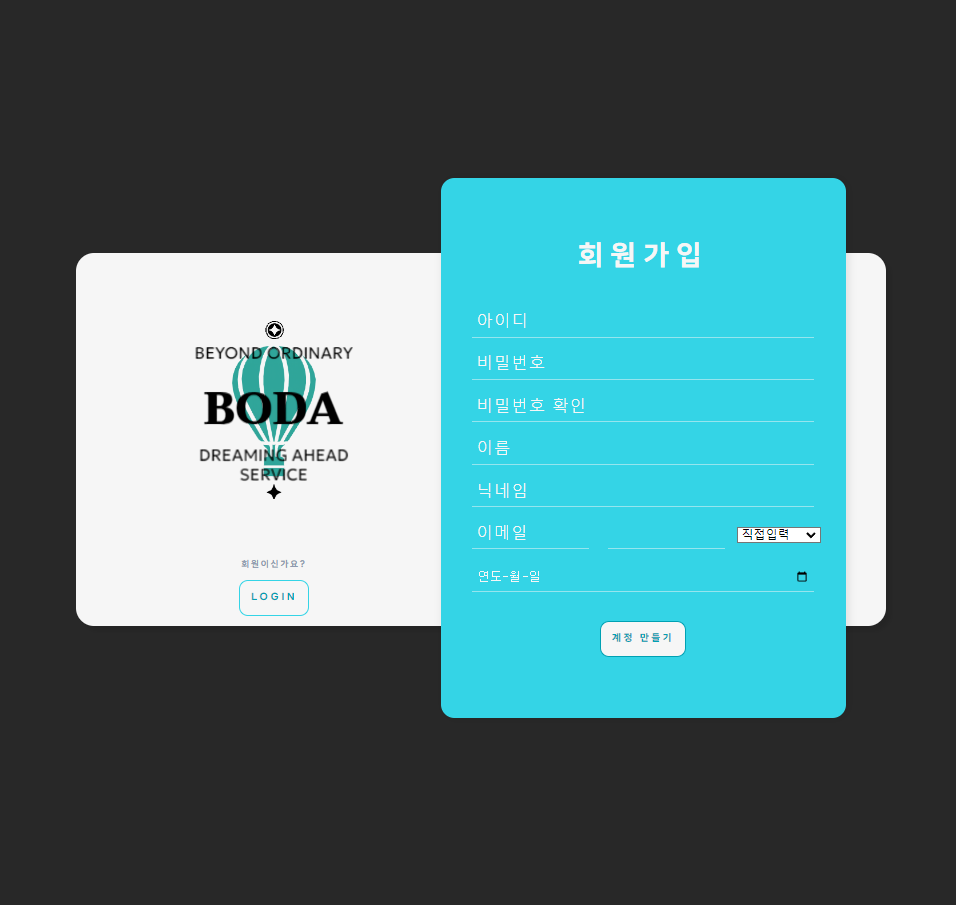 BEYOND ORDINARY
BODA
DREAMING AHEAD
SERVICE
회원이신가요?
LOGIN
회원가입
아이디
비밀번호
비밀번호 확인
이름
닉네임
이메일
직접입력
연도-월-일
계정 만들기